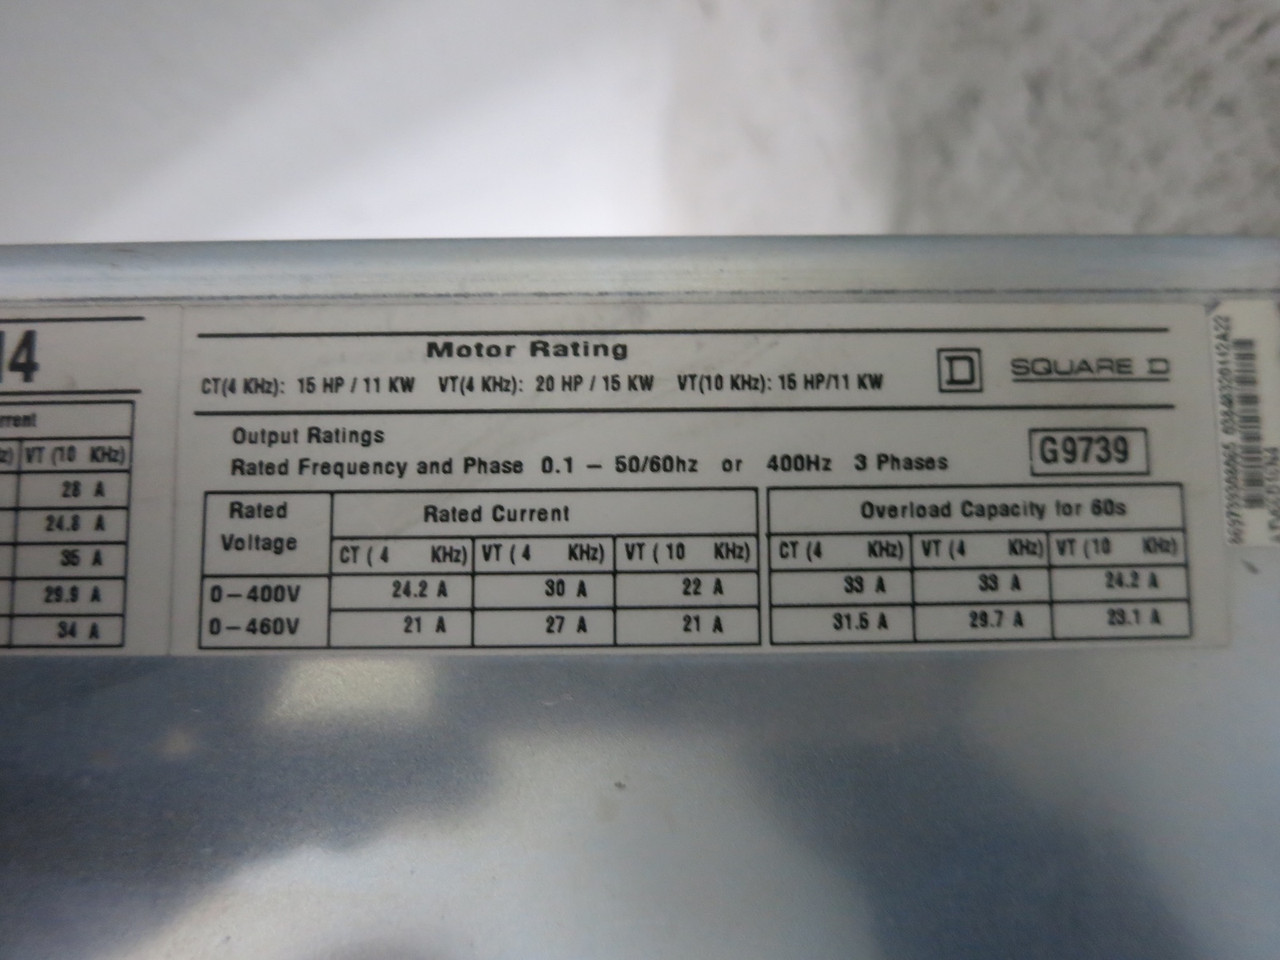 14
VT (10 KHz)
28 A
24.8 A
35 A
29.9 A
34 A
Motor Rating
CT(4 KHz): 15 HP / 11 KW VT(4 KHz): 20 HP / 15 KW VT(10 KHz): 15 HP/11 KW
D SQUARE D
Output Ratings
Rated Frequency and Phase 0.1 – 50/60hz or 400Hz 3 Phases
G9739
Rated Voltage Rated Current Overload Capacity for 60s
CT ( 4 KHz) VT ( 4 KHz) VT ( 10 KHz) CT (4 KHz) VT (4 KHz) VT (10 KHz)
0–400V 24.2 A 30 A 22 A 33 A 33 A 24.2 A
0–460V 21 A 27 A 21 A 31.5 A 29.7 A 23.1 A